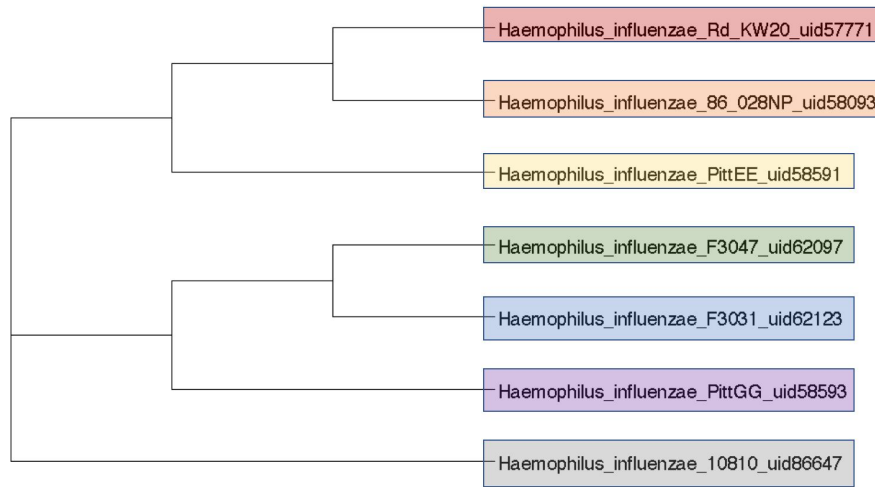 Haemophilus_influenzae_Rd_KW20_uid57771
Haemophilus_influenzae_86_028NP_uid58093
Haemophilus_influenzae_PittEE_uid58591
Haemophilus_influenzae_F3047_uid62097
Haemophilus_influenzae_F3031_uid62123
Haemophilus_influenzae_PittGG_uid58593
Haemophilus_influenzae_10810_uid86647